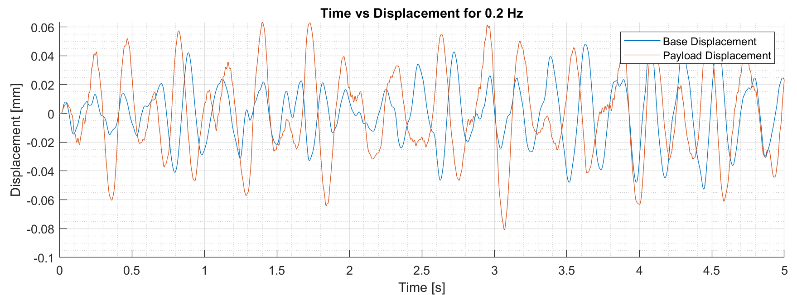 Time vs Displacement for 0.2 Hz
Base Displacement
Payload Displacement
Displacement [mm]
0.06
0.04
0.02
0
-0.02
-0.04
-0.06
-0.08
-0.1
0 0.5 1 1.5 2 2.5 3 3.5 4 4.5 5
Time [s]